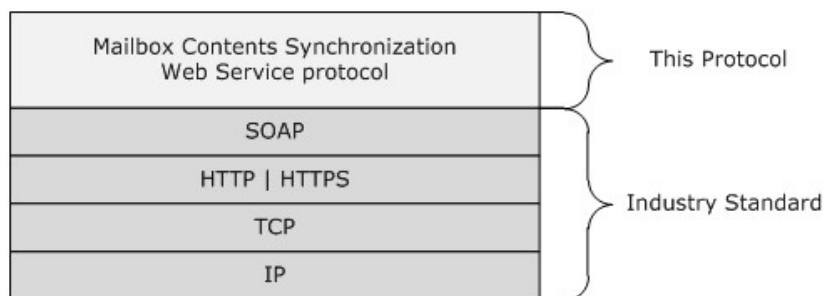 Mailbox Contents Synchronization
Web Service protocol
This Protocol
SOAP
HTTP | HTTPS
TCP
IP
Industry Standard